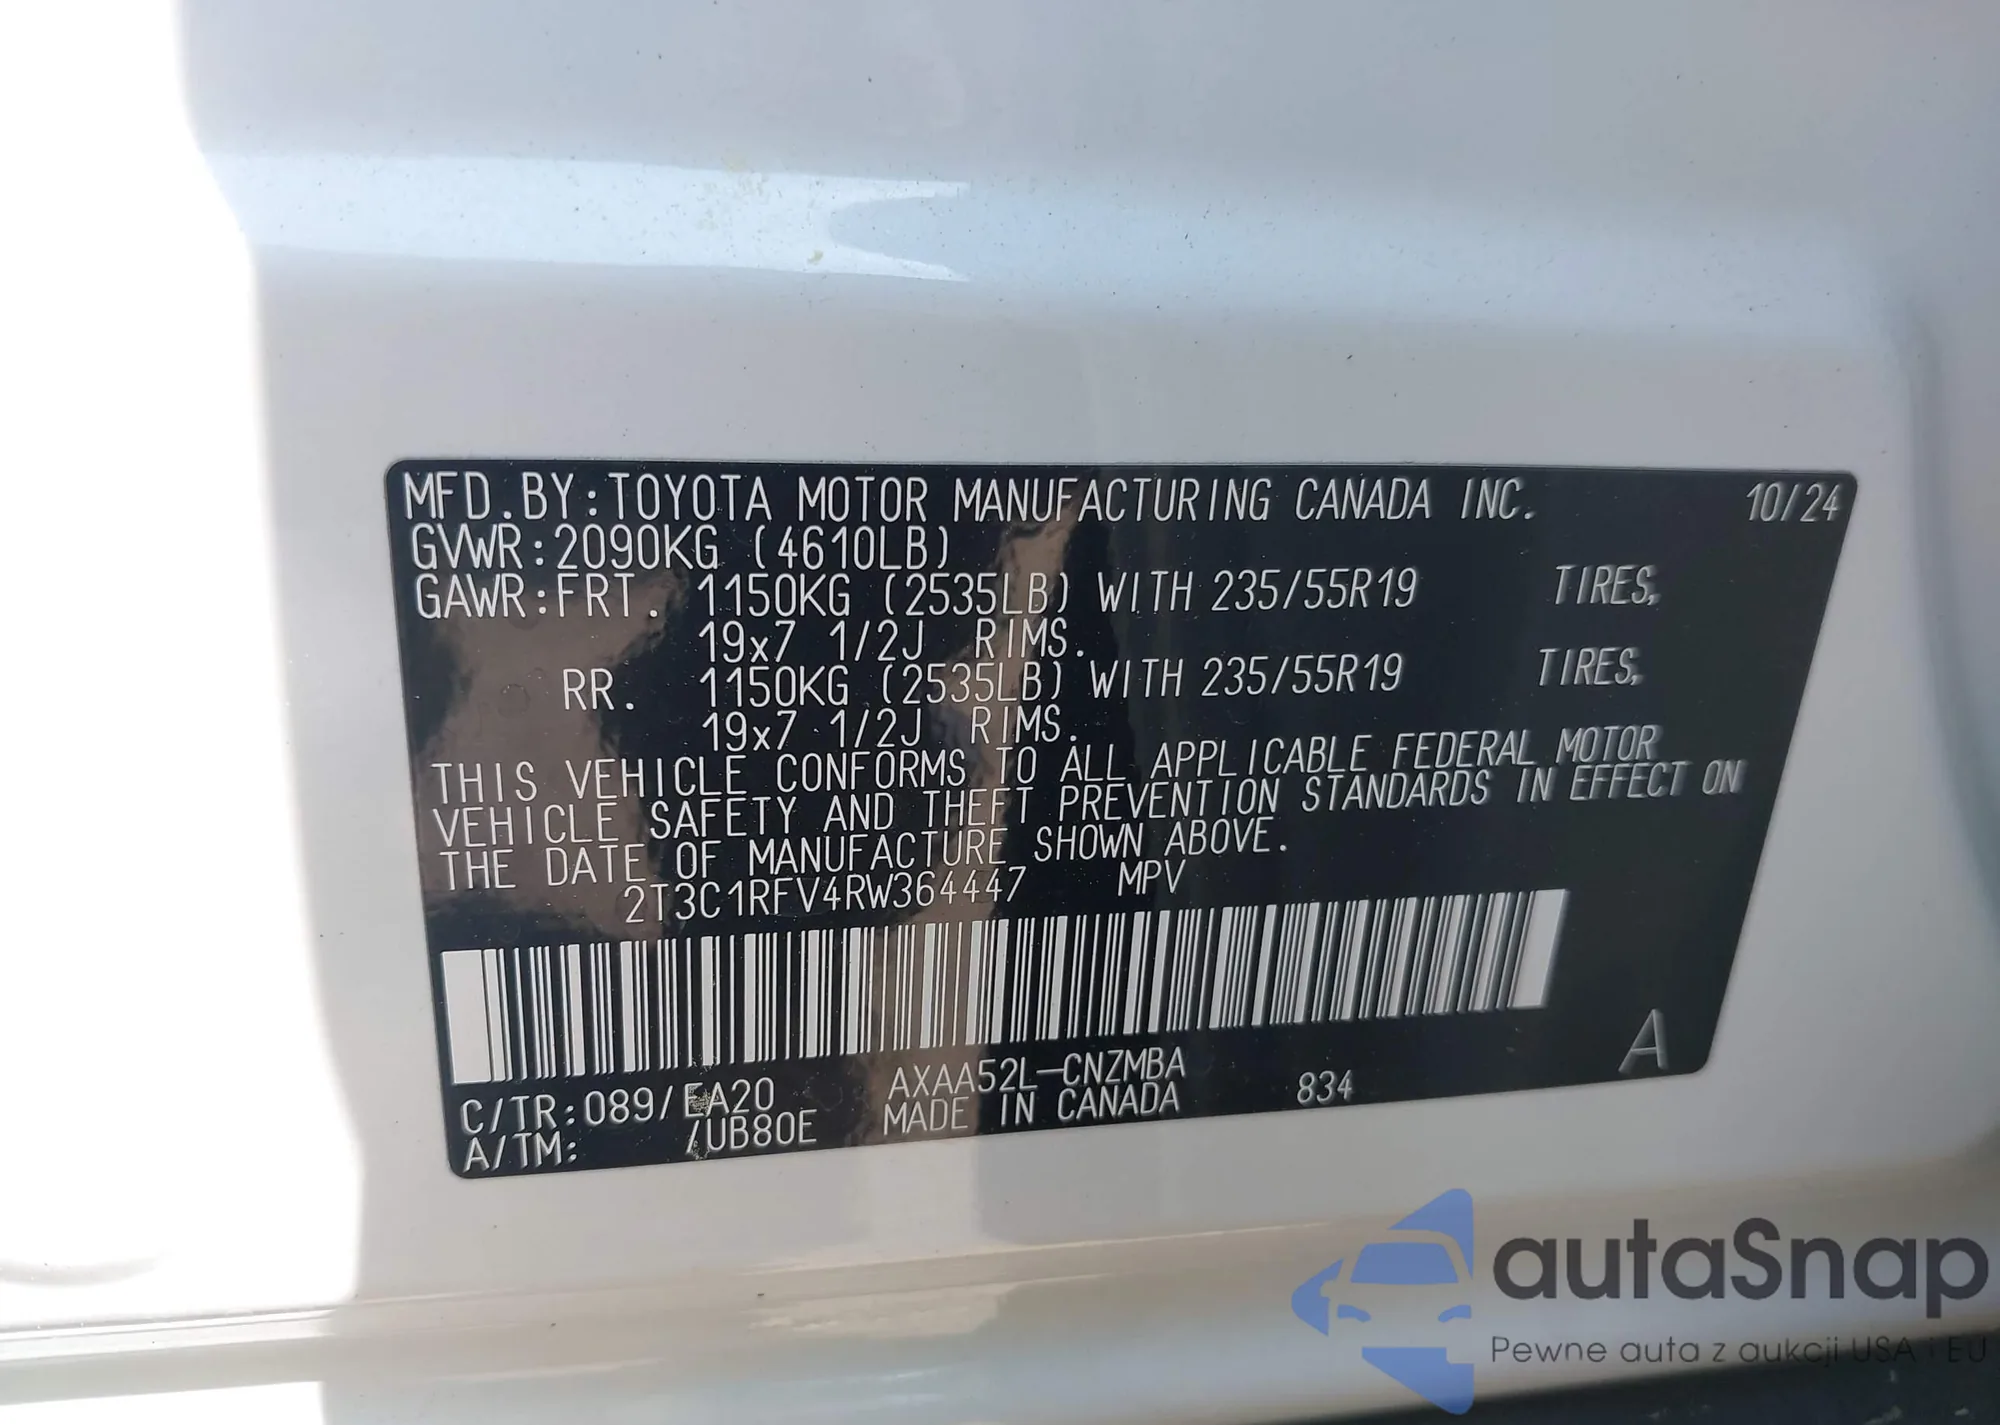 MFD.BY:TOYOTA MOTOR MANUFACTURING CANADA INC. 10/24
GVWR:2090KG (4610LB)
GAWR:FRT. 1150KG (2535LB) WITH 235/55R19 TIRES,
19x7 1/2J RIMS.
RR. 1150KG (2535LB) WITH 235/55R19 TIRES,
19x7 1/2J RIMS.
THIS VEHICLE CONFORMS TO ALL APPLICABLE FEDERAL MOTOR
VEHICLE SAFETY AND THEFT PREVENTION STANDARDS IN EFFECT ON
THE DATE OF MANUFACTURE SHOWN ABOVE.
2T3C1RFV4RW364447 MPV
C/TR:089/EA20 AXAA52L-CNZMBA
A/TM: /UB80E MADE IN CANADA 834 A
autaSnap
Pewne auta z aukcji USA i EU